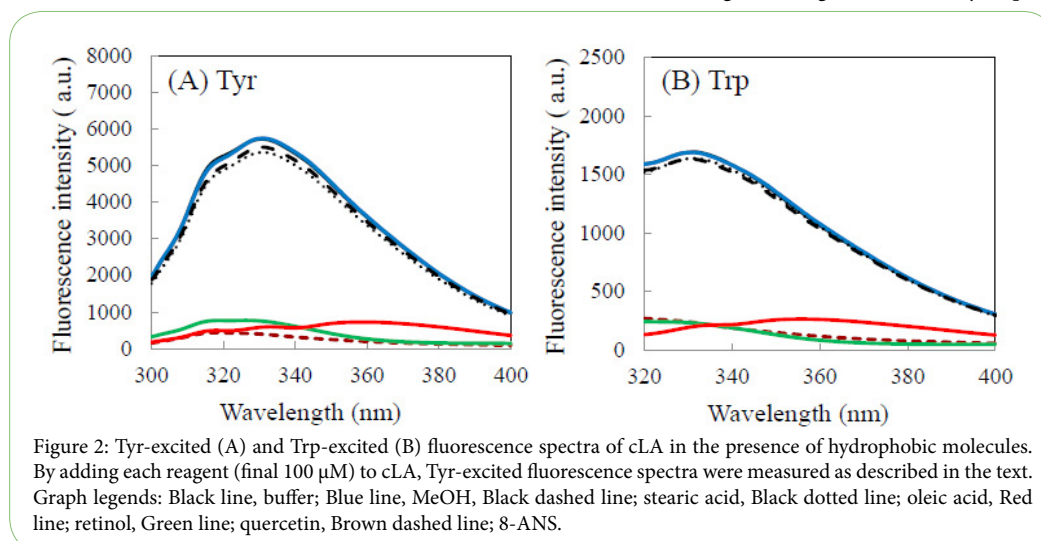 (A) Tyr
Fluorescence intensity ( a.u.)
8000
7000
6000
5000
4000
3000
2000
1000
0
300 320 340 360 380 400
Wavelength (nm)
(B) Trp
Fluorescence intensity (a.u.)
2500
2000
1500
1000
500
0
320 340 360 380 400
Wavelength (nm)
Figure 2: Tyr-excited (A) and Trp-excited (B) fluorescence spectra of cLA in the presence of hydrophobic molecules.
By adding each reagent (final 100 μM) to cLA, Tyr-excited fluorescence spectra were measured as described in the text.
Graph legends: Black line, buffer; Blue line, MeOH, Black dashed line; stearic acid, Black dotted line; oleic acid, Red
line; retinol, Green line; quercetin, Brown dashed line; 8-ANS.